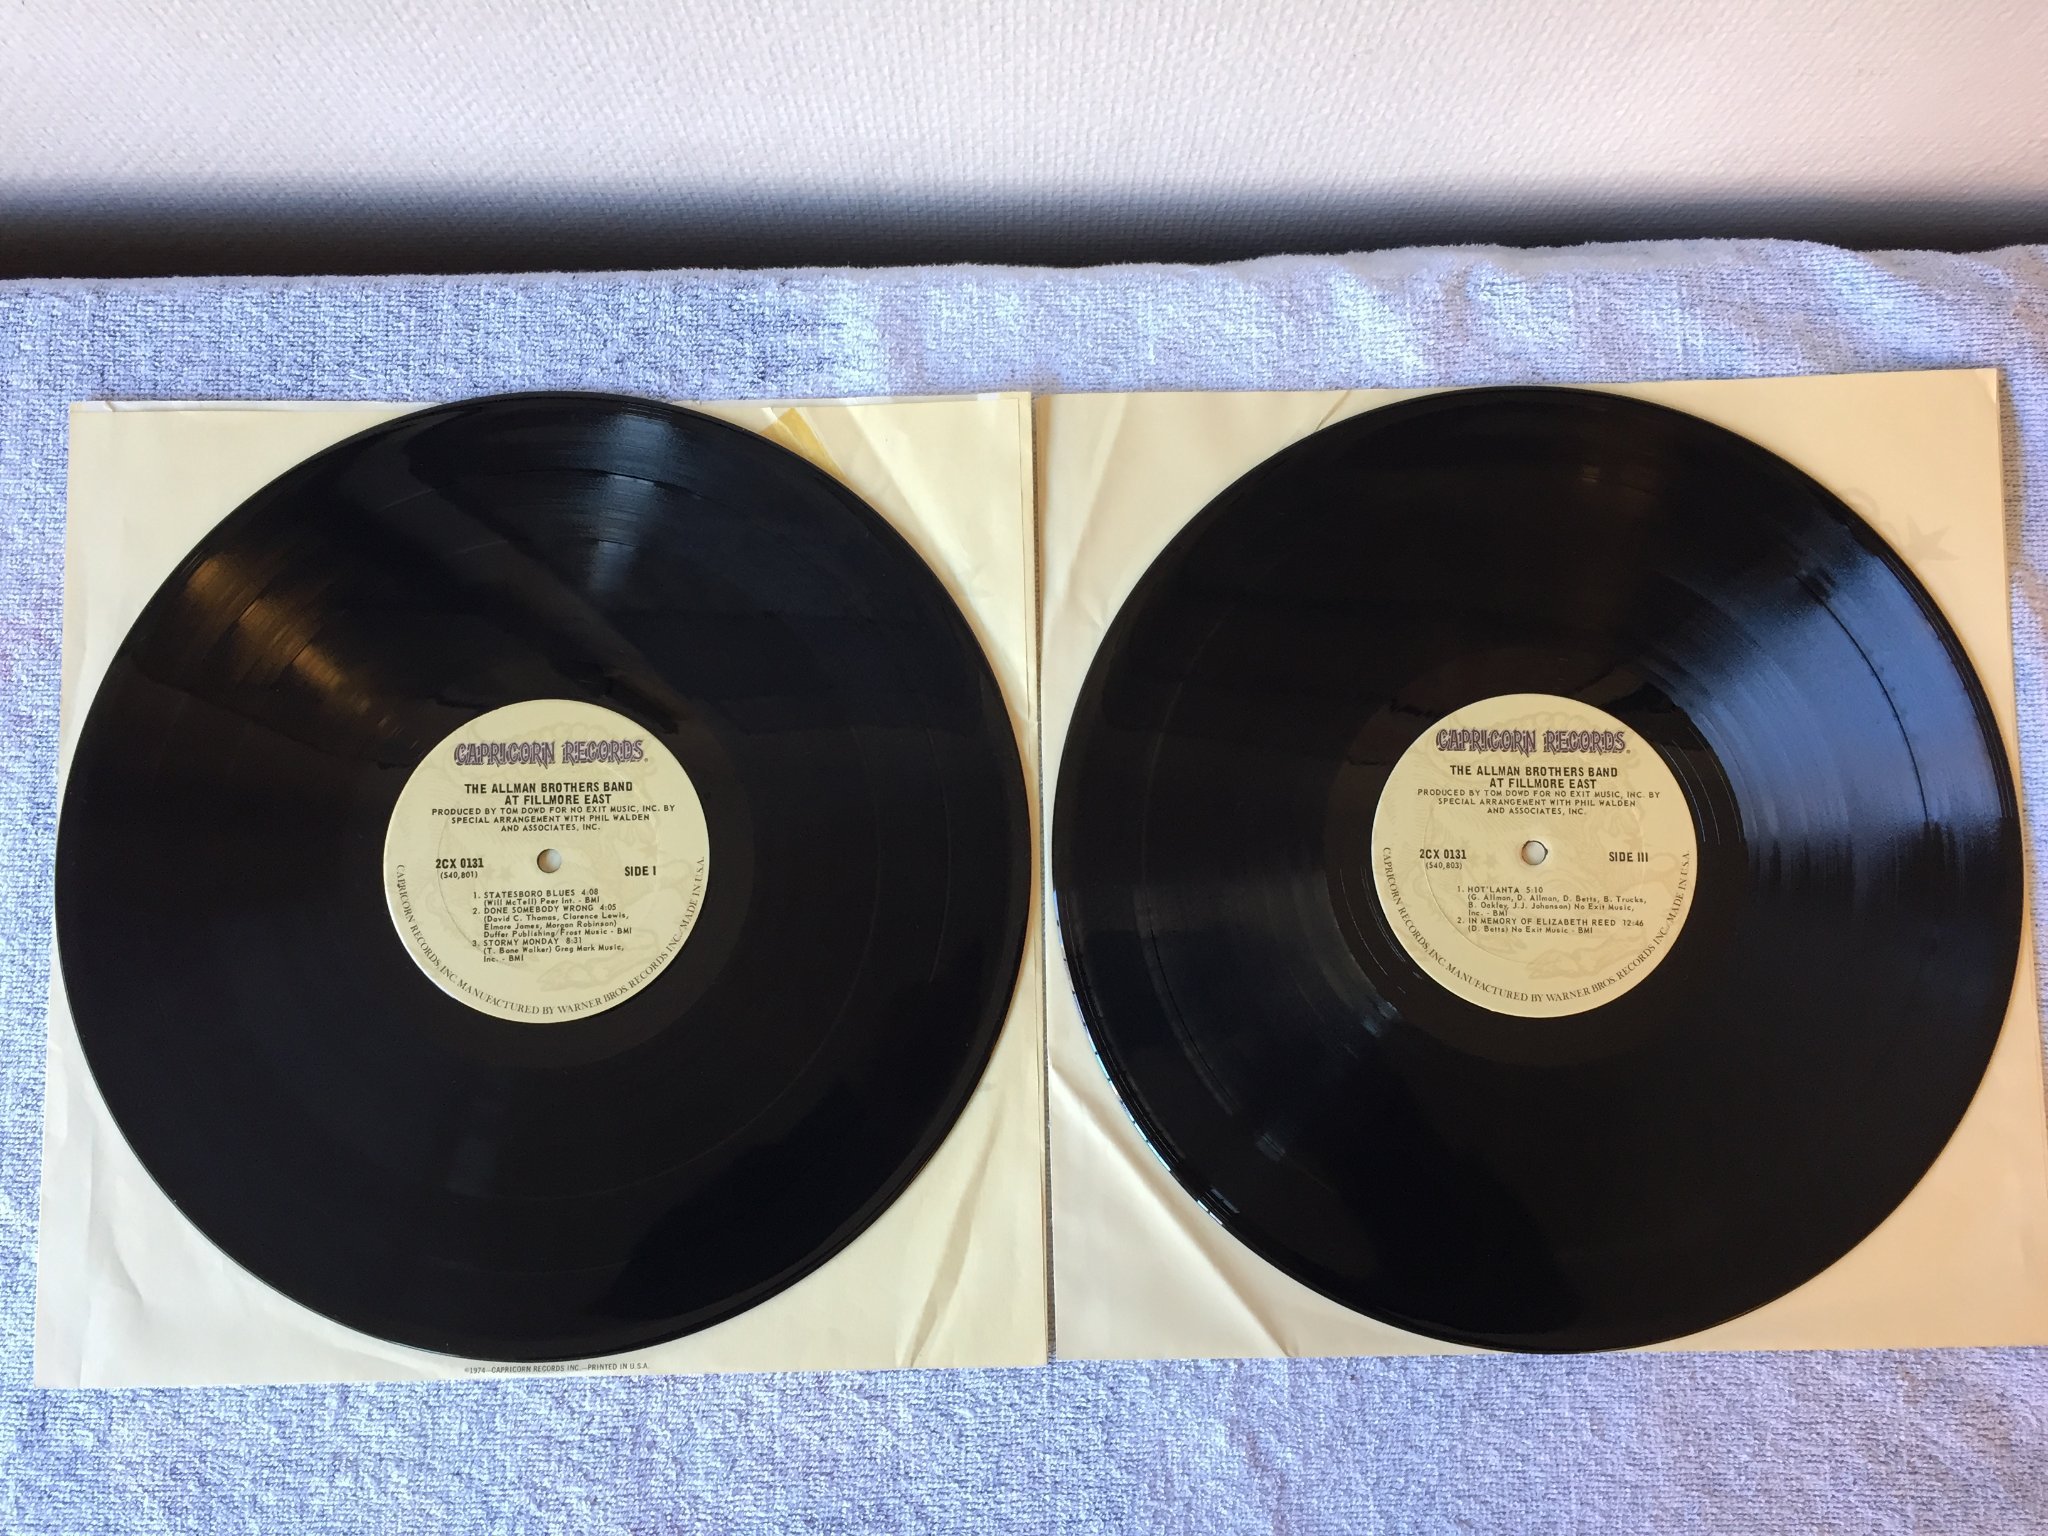 CAPRICORN RECORDS®
THE ALLMAN BROTHERS BAND
AT FILLMORE EAST
PRODUCED BY TOM DOWD FOR NO EXIT MUSIC, INC. BY
SPECIAL ARRANGEMENT WITH PHIL WALDEN
AND ASSOCIATES, INC.
2CX 0131
(S40,801)
SIDE I
1. STATESBORO BLUES 4:08
(Will McTell) Peer Int. - BMI
2. DONE SOMEBODY WRONG 4:05
(David C. Thomas, Clarence Lewis,
Elmore James, Morgan Robinson)
Duffer Publishing/Frost Music - BMI
3. STORMY MONDAY 8:31
(T. Bone Walker) Greg Mark Music,
Inc. - BMI
CAPRICORN RECORDS, INC. MANUFACTURED BY WARNER BROS. RECORDS INC.-MADE IN U.S.A.
©1974-CAPRICORN RECORDS INC.-PRINTED IN U.S.A.
CAPRICORN RECORDS®
THE ALLMAN BROTHERS BAND
AT FILLMORE EAST
PRODUCED BY TOM DOWD FOR NO EXIT MUSIC, INC. BY
SPECIAL ARRANGEMENT WITH PHIL WALDEN
AND ASSOCIATES, INC.
2CX 0131
(S40,803)
SIDE III
1. HOT'LANTA 5:10
(G. Allman, D. Allman, D. Betts, B. Trucks,
B. Oakley, J.J. Johanson) No Exit Music,
Inc. - BMI
2. IN MEMORY OF ELIZABETH REED 12:46
(D. Betts) No Exit Music - BMI
CAPRICORN RECORDS, INC. MANUFACTURED BY WARNER BROS. RECORDS INC.-MADE IN U.S.A.